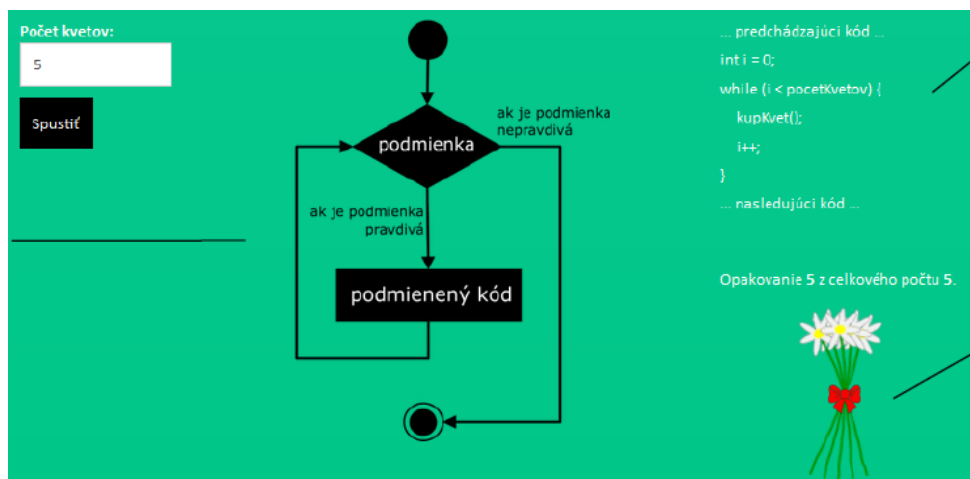 Počet kvetov:
5
Spustiť
podmienka
ak je podmienka
nepravdivá
ak je podmienka
pravdivá
podmienený kód
... predchádzajúci kód ...
int i = 0;
while (i < pocetKvetov) {
kupKvet();
i++;
}
... nasledujúci kód ...
Opakovanie 5 z celkového počtu 5.